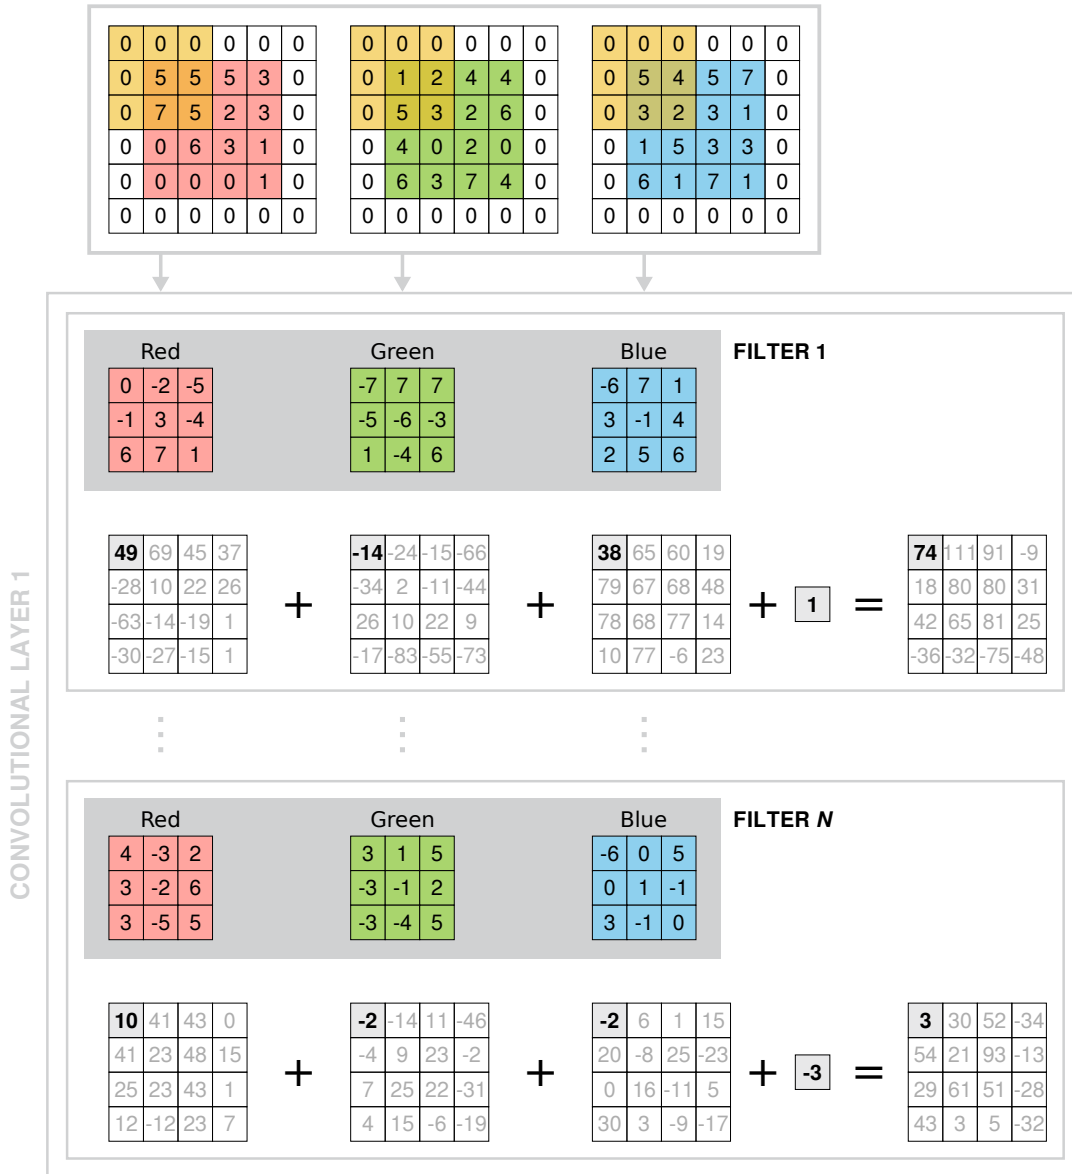 0 0 0 0 0 0 0 0 0 0 0 0 0 0 0 0 0 0
0 5 5 5 3 0 0 1 2 4 4 0 0 5 4 5 7 0
0 7 5 2 3 0 0 5 3 2 6 0 0 3 2 3 1 0
0 0 6 3 1 0 0 4 0 2 0 0 0 1 5 3 3 0
0 0 0 0 1 0 0 6 3 7 4 0 0 6 1 7 1 0
0 0 0 0 0 0 0 0 0 0 0 0 0 0 0 0 0 0
CONVOLUTIONAL LAYER 1
Red Green Blue FILTER 1
0 -2 -5 -7 7 7 -6 7 1
-1 3 -4 -5 -6 -3 3 -1 4
6 7 1 1 -4 6 2 5 6
49 69 45 37 -14 -24 -15 -66 38 65 60 19 74 111 91 -9
-28 10 22 26 -34 2 -11 -44 79 67 68 48 18 80 80 31
+ + + 1 =
-63 -14 -19 1 26 10 22 9 78 68 77 14 42 65 81 25
-30 -27 -15 1 -17 -83 -55 -73 10 77 -6 23 -36 -32 -75 -48
Red Green Blue FILTER N
4 -3 2 3 1 5 -6 0 5
3 -2 6 -3 -1 2 0 1 -1
3 -5 5 -3 -4 5 3 -1 0
10 41 43 0 -2 -14 11 -46 -2 6 1 15 3 30 52 -34
41 23 48 15 -4 9 23 -2 20 -8 25 -23 54 21 93 -13
+ + + -3 =
25 23 43 1 7 25 22 -31 0 16 -11 5 29 61 51 -28
12 -12 23 7 4 15 -6 -19 30 3 -9 -17 43 3 5 -32